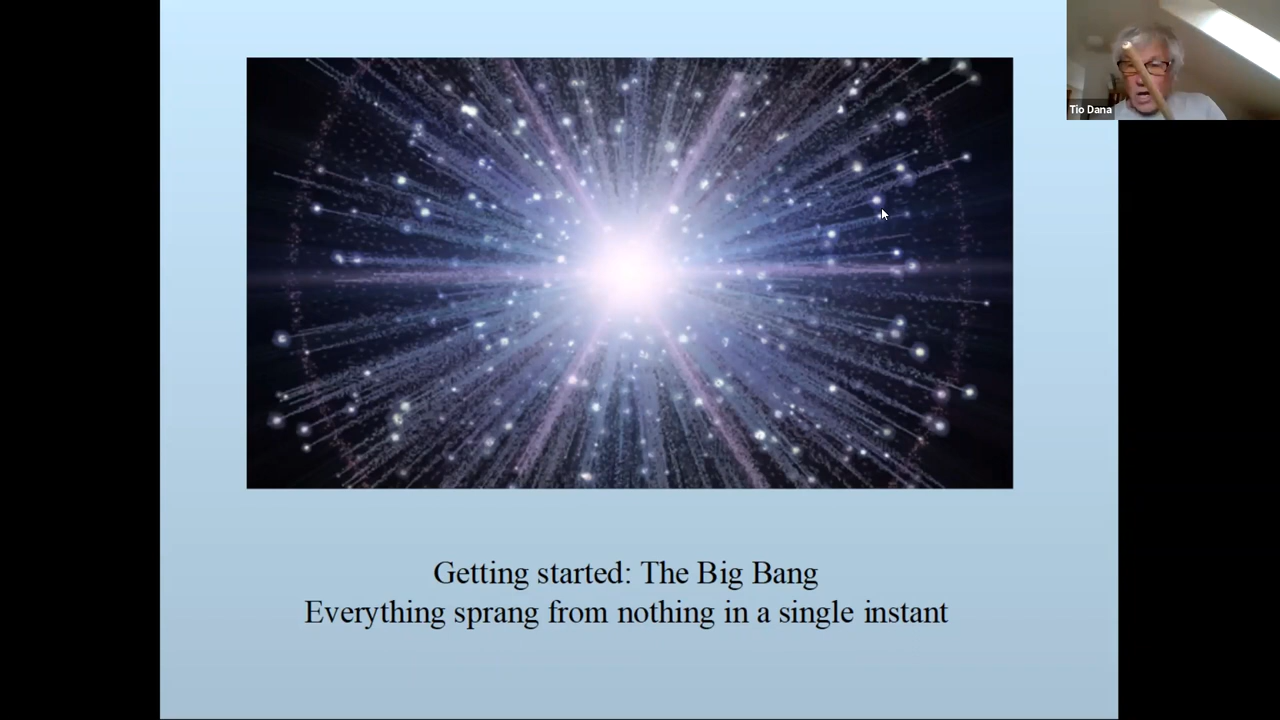 Tio Dana
Getting started: The Big Bang
Everything sprang from nothing in a single instant